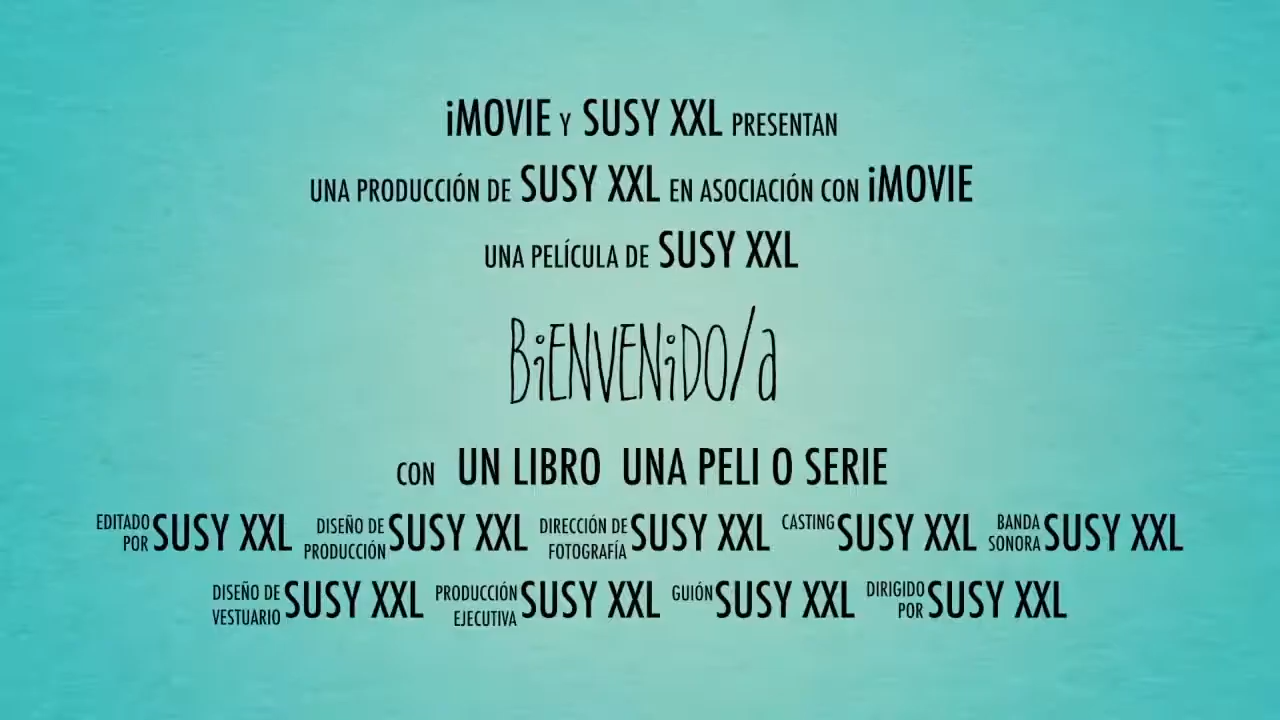 iMOVIE Y SUSY XXL PRESENTAN
UNA PRODUCCIÓN DE SUSY XXL EN ASOCIACIÓN CON iMOVIE
UNA PELÍCULA DE SUSY XXL
BiENVENiDO/a
CON UN LIBRO UNA PELI O SERIE
EDITADO POR SUSY XXL DISEÑO DE PRODUCCIÓN SUSY XXL DIRECCIÓN DE FOTOGRAFÍA SUSY XXL CASTING SUSY XXL BANDA SONORA SUSY XXL
DISEÑO DE VESTUARIO SUSY XXL PRODUCCIÓN EJECUTIVA SUSY XXL GUIÓN SUSY XXL DIRIGIDO POR SUSY XXL